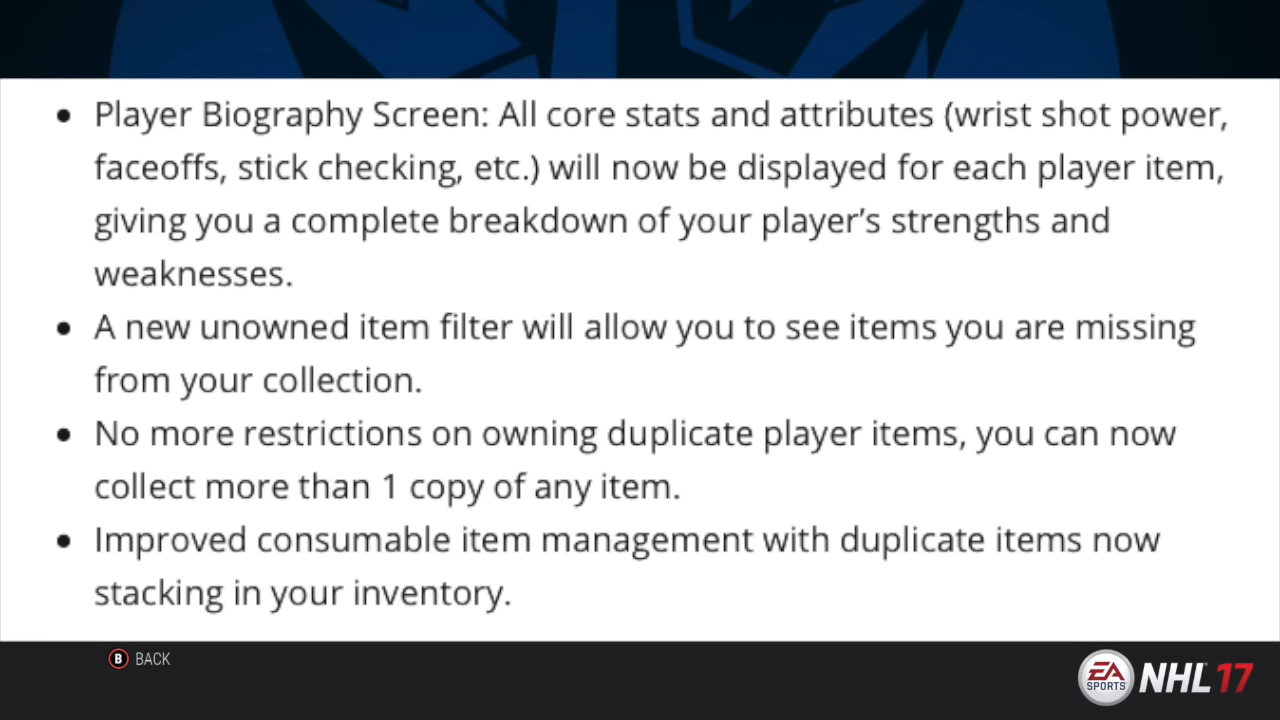 • Player Biography Screen: All core stats and attributes (wrist shot power,
faceoffs, stick checking, etc.) will now be displayed for each player item,
giving you a complete breakdown of your player’s strengths and
weaknesses.
• A new unowned item filter will allow you to see items you are missing
from your collection.
• No more restrictions on owning duplicate player items, you can now
collect more than 1 copy of any item.
• Improved consumable item management with duplicate items now
stacking in your inventory.
B BACK
EA SPORTS NHL 17